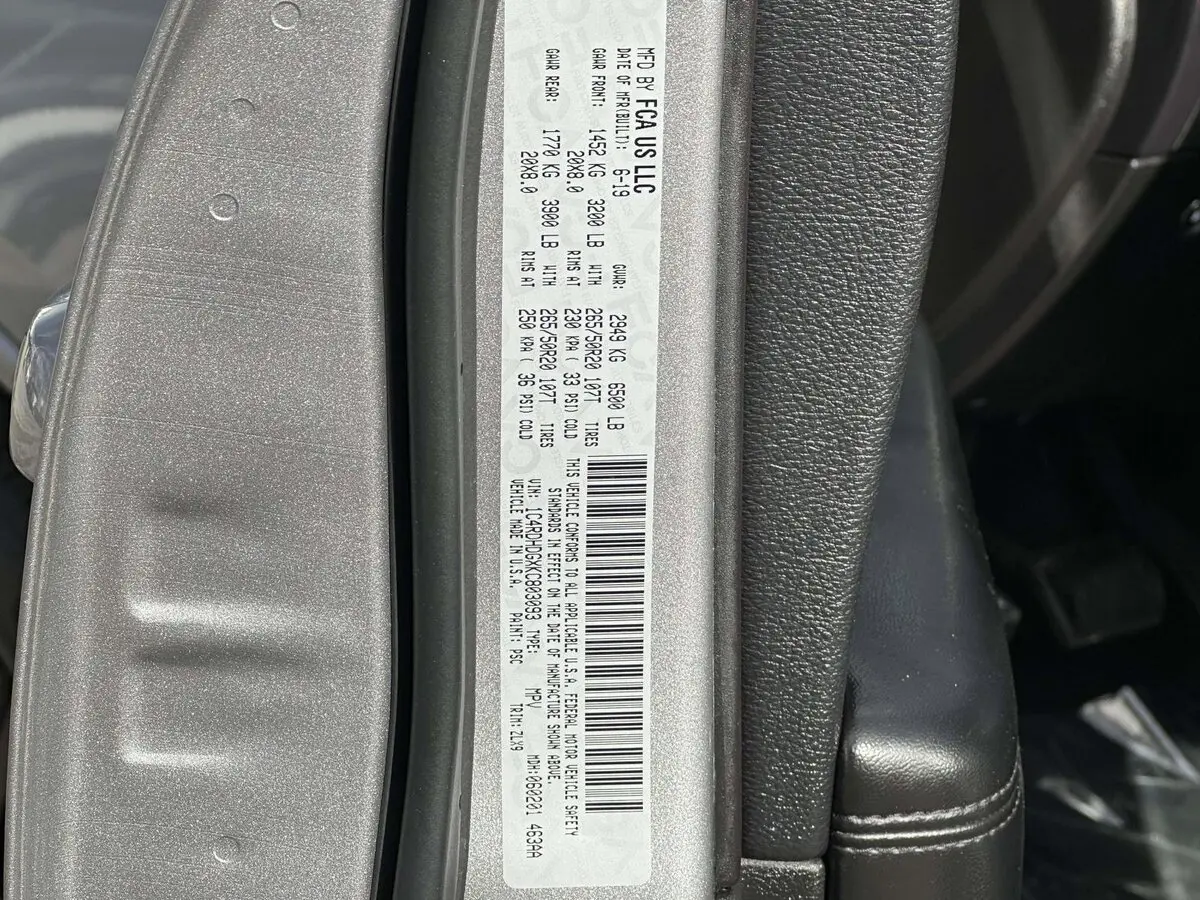 MFD BY FCA US LLC
DATE OF MFR(BUILT): 6-19 GVWR: 2949 KG 6500 LB
GAWR FRONT: 1452 KG 3200 LB WITH 265/50R20 107T TIRES
20X8.0 RIMS AT 230 KPA ( 33 PSI) COLD
GAWR REAR: 1770 KG 3900 LB WITH 265/50R20 107T TIRES
20X8.0 RIMS AT 250 KPA ( 36 PSI) COLD
THIS VEHICLE CONFORMS TO ALL APPLICABLE U.S.A. FEDERAL MOTOR VEHICLE SAFETY
STANDARDS IN EFFECT ON THE DATE OF MANUFACTURE SHOWN ABOVE.
VIN: 1C4RDHDGXKC803093 TYPE: MPV MDH:060201 463AA
VEHICLE MADE IN U.S.A. PAINT: PSC TRIM: ZLX9